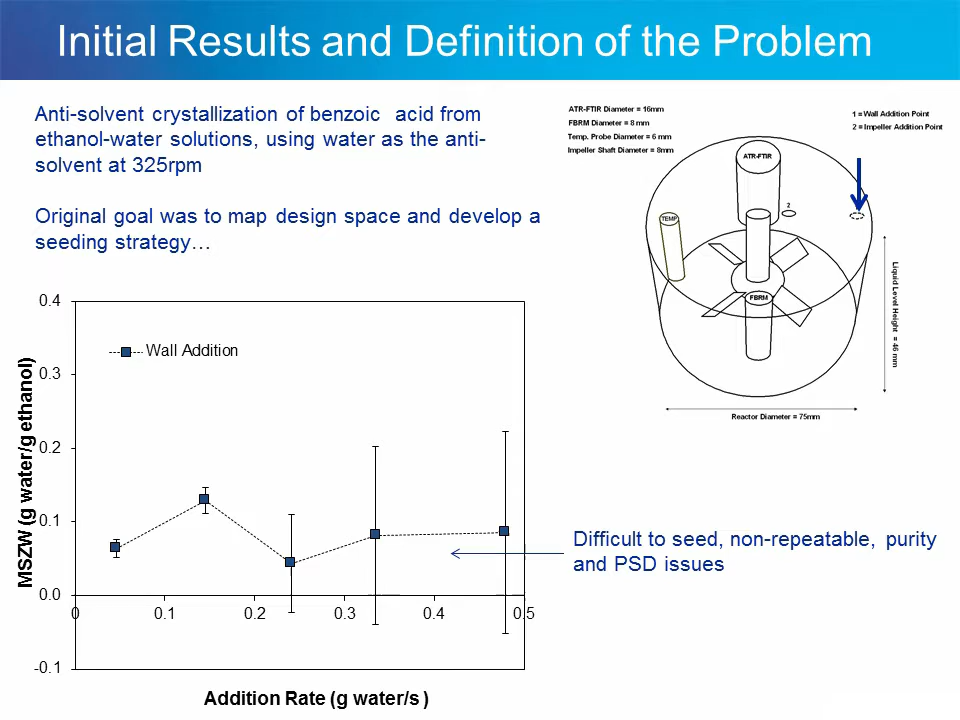 Initial Results and Definition of the Problem
Anti-solvent crystallization of benzoic acid from
ethanol-water solutions, using water as the anti-
solvent at 325rpm
Original goal was to map design space and develop a
seeding strategy…
ATR-FTIR Diameter = 16mm
FBRM Diameter = 8 mm
Temp. Probe Diameter = 6 mm
Impeller Shaft Diameter = 8mm
1 = Wall Addition Point
2 = Impeller Addition Point
ATR-FTIR
2
TEMP
FBRM
Liquid Level Height = 46 mm
Reactor Diameter = 75mm
MSZW (g water/g ethanol)
0.4
Wall Addition
0.3
0.2
0.1
0.0
0 0.1 0.2 0.3 0.4 0.5
-0.1
Addition Rate (g water/s )
Difficult to seed, non-repeatable, purity
and PSD issues